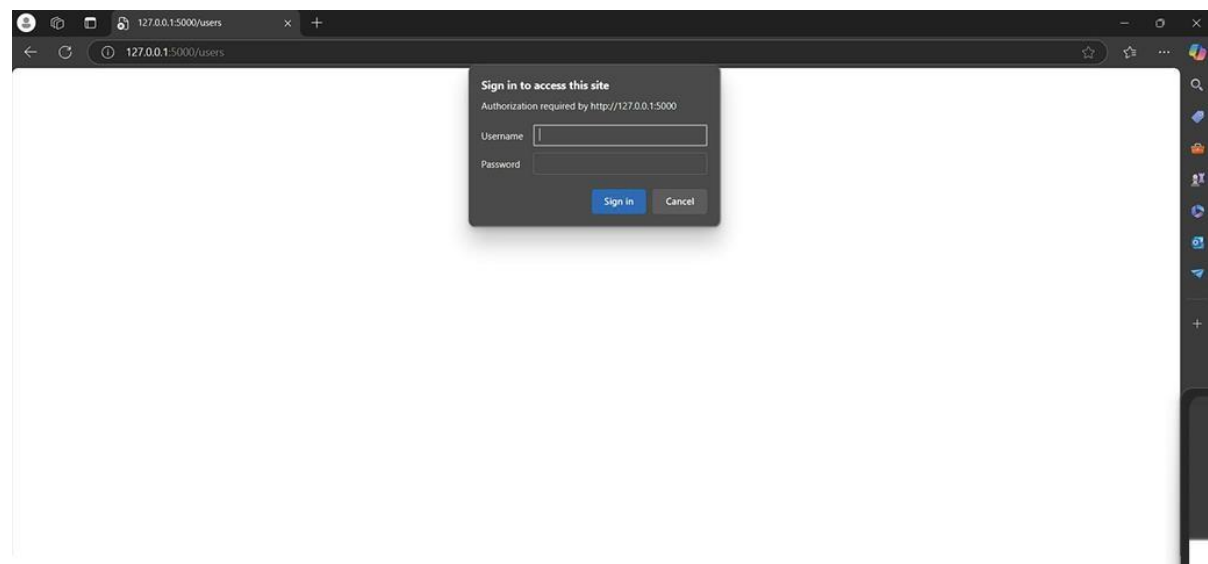 127.0.0.1:5000/users
127.0.0.1:5000/users
Sign in to access this site
Authorization required by http://127.0.0.1:5000
Username
Password
Sign in Cancel